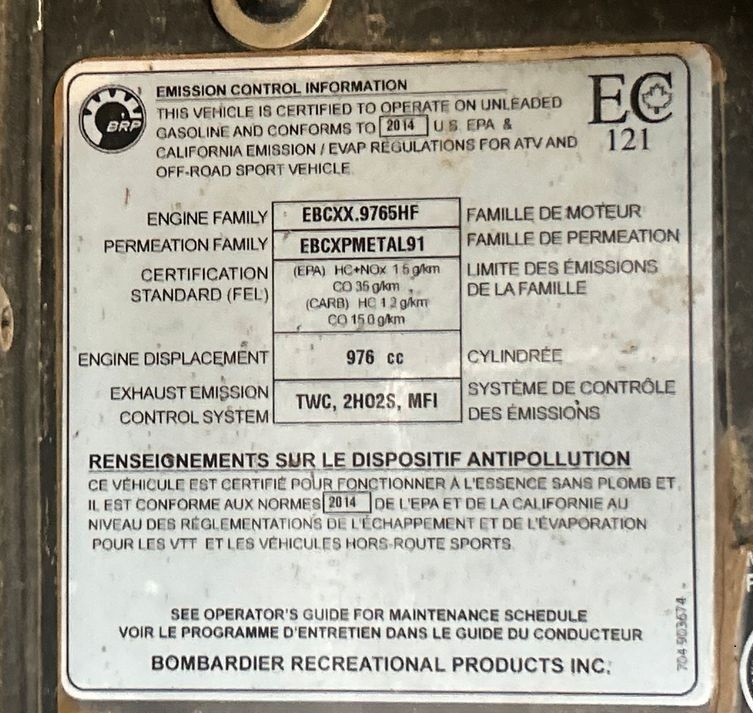 BRP
EMISSION CONTROL INFORMATION
THIS VEHICLE IS CERTIFIED TO OPERATE ON UNLEADED
GASOLINE AND CONFORMS TO 2014 U.S. EPA &
CALIFORNIA EMISSION / EVAP REGULATIONS FOR ATV AND
OFF-ROAD SPORT VEHICLE
EC
121
ENGINE FAMILY EBCXX.9765HF FAMILLE DE MOTEUR
PERMEATION FAMILY EBCXPMETAL91 FAMILLE DE PERMEATION
CERTIFICATION (EPA) HC+NOx 1.5 g/km LIMITE DES ÉMISSIONS
STANDARD (FEL) CO 35 g/km DE LA FAMILLE
(CARB) HC 1.2 g/km
CO 15.0 g/km
ENGINE DISPLACEMENT 976 cc CYLINDRÉE
EXHAUST EMISSION TWC, 2HO2S, MFI SYSTÈME DE CONTRÔLE
CONTROL SYSTEM DES ÉMISSIONS
RENSEIGNEMENTS SUR LE DISPOSITIF ANTIPOLLUTION
CE VÉHICULE EST CERTIFIÉ POUR FONCTIONNER À L'ESSENCE SANS PLOMB ET
IL EST CONFORME AUX NORMES 2014 DE L'EPA ET DE LA CALIFORNIE AU
NIVEAU DES RÉGLEMENTATIONS DE L'ÉCHAPPEMENT ET DE L'ÉVAPORATION
POUR LES VTT ET LES VÉHICULES HORS-ROUTE SPORTS
SEE OPERATOR'S GUIDE FOR MAINTENANCE SCHEDULE
VOIR LE PROGRAMME D'ENTRETIEN DANS LE GUIDE DU CONDUCTEUR
BOMBARDIER RECREATIONAL PRODUCTS INC.
704 903674